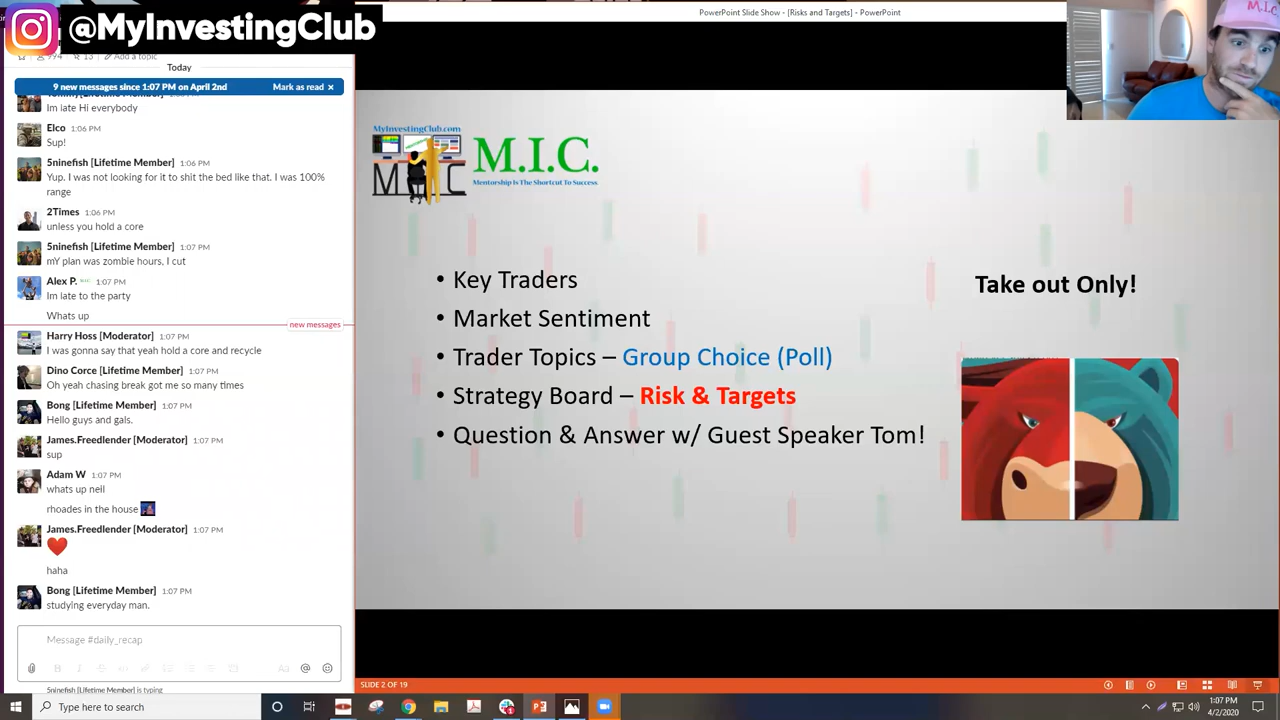 @MyInvestingClub
PowerPoint Slide Show - [Risks and Targets] - PowerPoint
M.I.C.
994
13
Add a topic
Today
9 new messages since 1:07 PM on April 2nd
Mark as read ×
Tommy [Lifetime Member]
Im late Hi everybody
Elco 1:06 PM
Sup!
5ninefish [Lifetime Member] 1:06 PM
Yup. I was not looking for it to shit the bed like that. I was 100%
range
2Times 1:06 PM
unless you hold a core
5ninefish [Lifetime Member] 1:07 PM
mY plan was zombie hours, I cut
Alex P. 1:07 PM
Im late to the party
Whats up
new messages
Harry Hoss [Moderator] 1:07 PM
I was gonna say that yeah hold a core and recycle
Dino Corce [Lifetime Member] 1:07 PM
Oh yeah chasing break got me so many times
Bong [Lifetime Member] 1:07 PM
Hello guys and gals.
James.Freedlender [Moderator] 1:07 PM
sup
Adam W 1:07 PM
whats up neil
rhoades in the house
James.Freedlender [Moderator] 1:07 PM
haha
Bong [Lifetime Member] 1:07 PM
studying everyday man.
Message #daily_recap
5ninefish [Lifetime Member] is typing
MyInvestingClub.com
M.I.C.
Mentorship Is The Shortcut To Success
• Key Traders
• Market Sentiment
• Trader Topics – Group Choice (Poll)
• Strategy Board – Risk & Targets
• Question & Answer w/ Guest Speaker Tom!
Take out Only!
SLIDE 2 OF 19
Type here to search
1:07 PM
4/2/2020